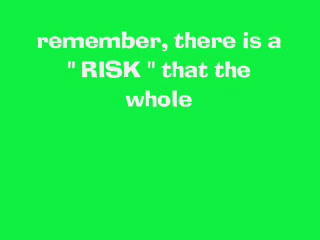 remember, there is a
" RISK " that the
whole